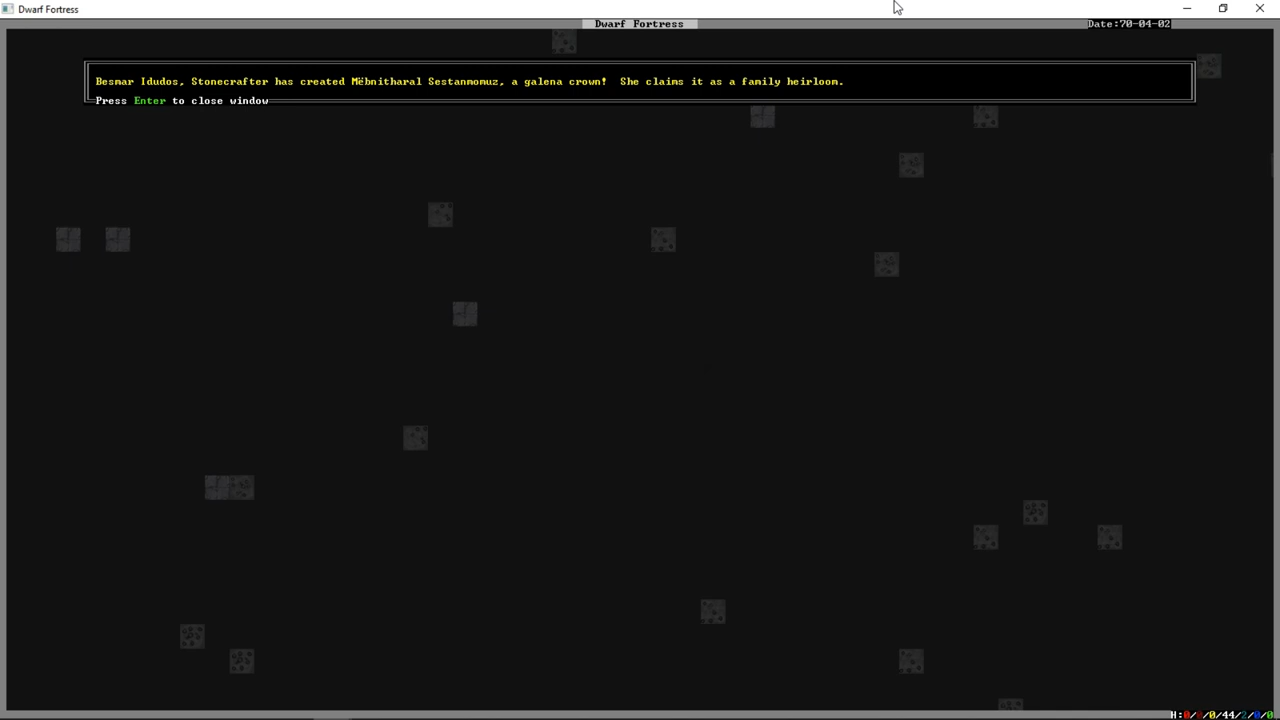 Dwarf Fortress
Dwarf Fortress
Date:70-04-02
Besmar Idudos, Stonecrafter has created Mëbnitharal Sestanmomuz, a galena crown!  She claims it as a family heirloom.
Press Enter to close window